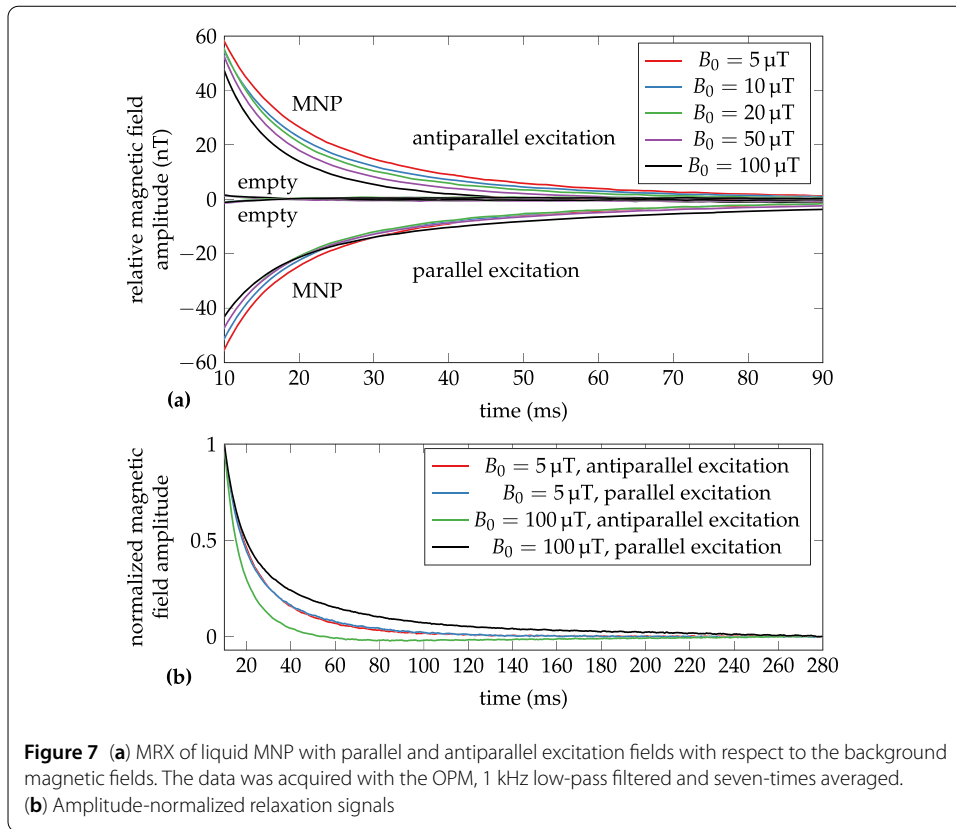 60
40
20
0
−20
−40
−60
relative magnetic field
amplitude (nT)
MNP
antiparallel excitation
empty
empty
MNP
parallel excitation
B₀ = 5 µT
B₀ = 10 µT
B₀ = 20 µT
B₀ = 50 µT
B₀ = 100 µT
10 20 30 40 50 60 70 80 90
(a)
time (ms)
1
0.5
0
normalized magnetic
field amplitude
B₀ = 5 µT, antiparallel excitation
B₀ = 5 µT, parallel excitation
B₀ = 100 µT, antiparallel excitation
B₀ = 100 µT, parallel excitation
20 40 60 80 100 120 140 160 180 200 220 240 260 280
(b)
time (ms)
Figure 7 (a) MRX of liquid MNP with parallel and antiparallel excitation fields with respect to the background
magnetic fields. The data was acquired with the OPM, 1 kHz low-pass filtered and seven-times averaged.
(b) Amplitude-normalized relaxation signals